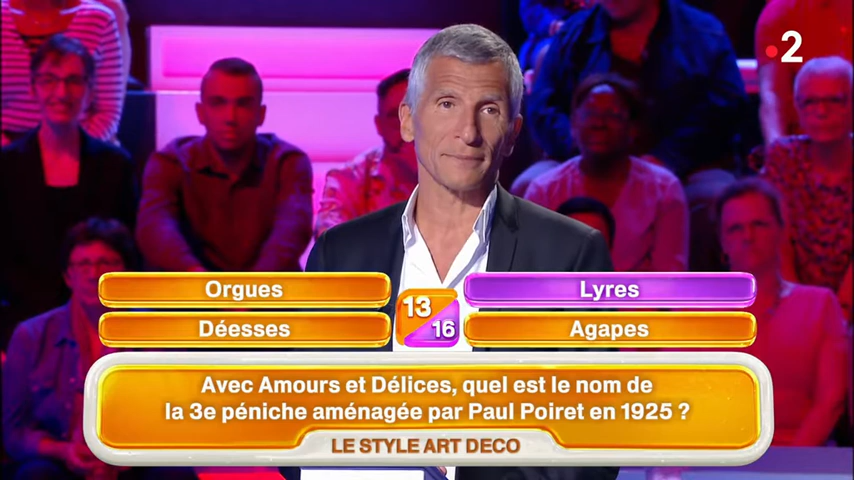 2
Orgues
Lyres
13
16
Déesses
Agapes
Avec Amours et Délices, quel est le nom de
la 3e péniche aménagée par Paul Poiret en 1925 ?
LE STYLE ART DECO